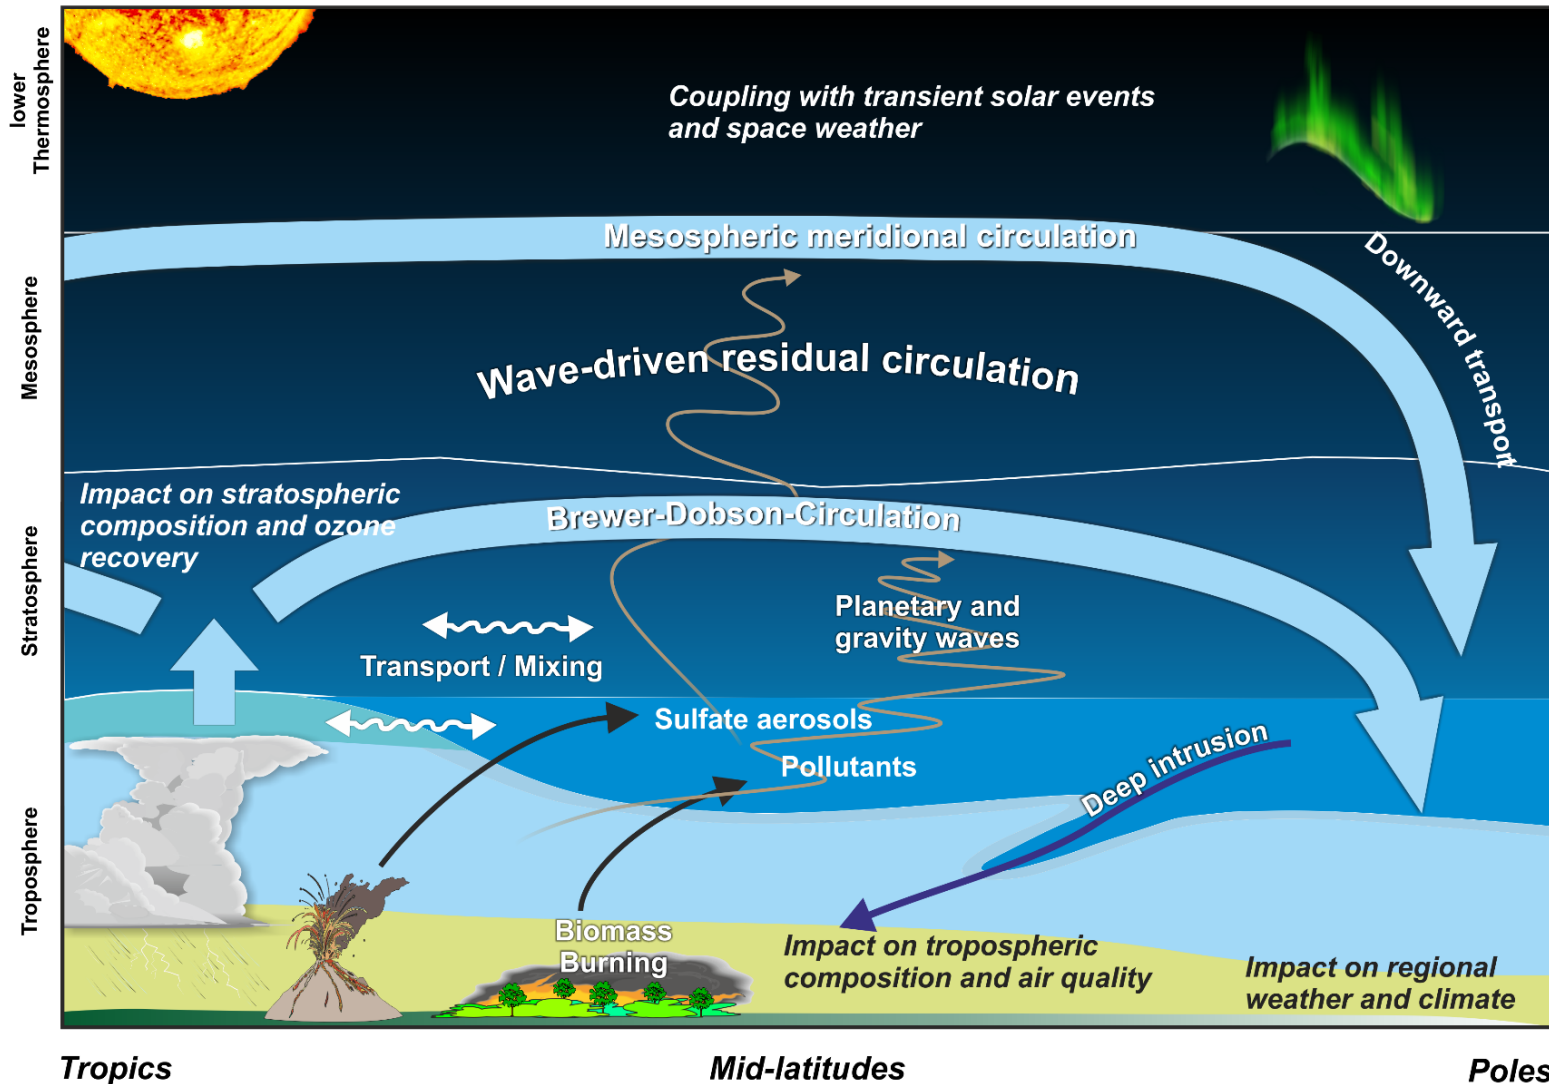 lower
Thermosphere
Coupling with transient solar events
and space weather
Mesospheric meridional circulation
Downward transport
Mesosphere
Wave-driven residual circulation
Impact on stratospheric
composition and ozone
recovery
Brewer-Dobson-Circulation
Stratosphere
Planetary and
gravity waves
Transport / Mixing
Sulfate aerosols
Pollutants
Deep intrusion
Troposphere
Biomass
Burning
Impact on tropospheric
composition and air quality
Impact on regional
weather and climate
Tropics
Mid-latitudes
Poles